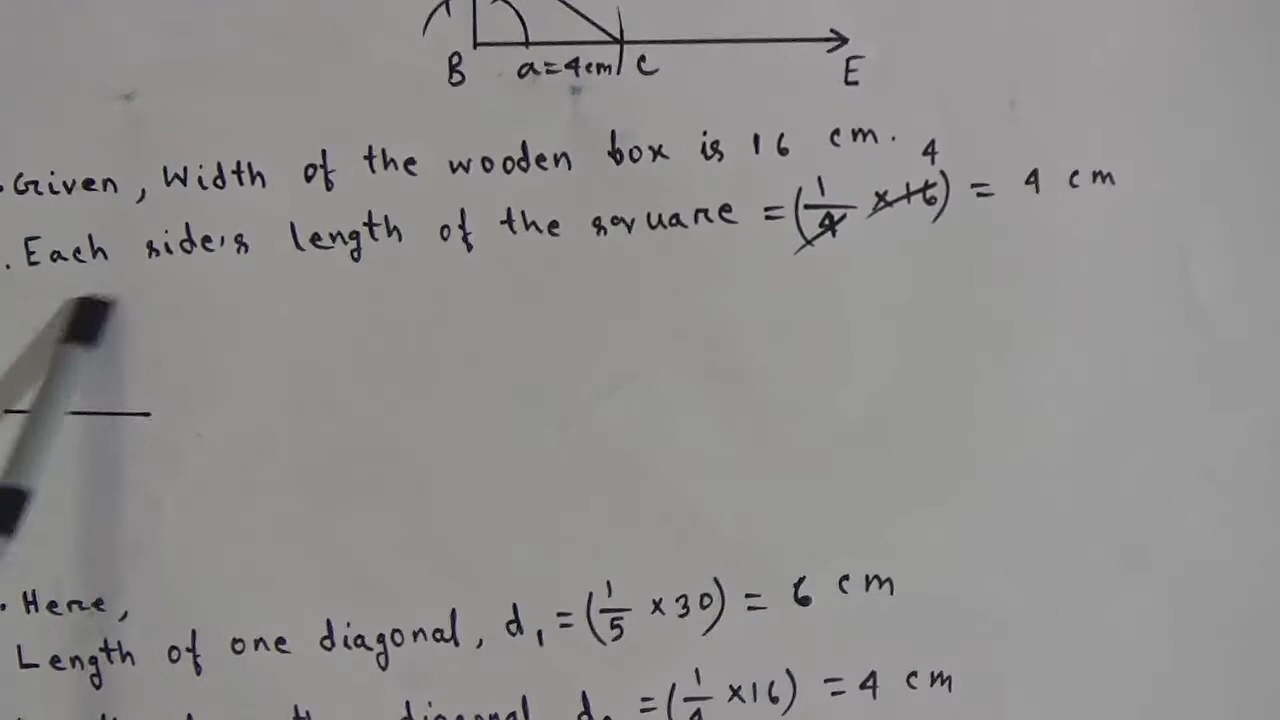 B a=4cm C E
Given, Width of the wooden box is 16 cm.
4
Each side's length of the square = (1/4 × 16) = 4 cm
Here,
Length of one diagonal, d₁ = (1/5 × 30) = 6 cm
diagonal = (1/4 × 16) = 4 cm